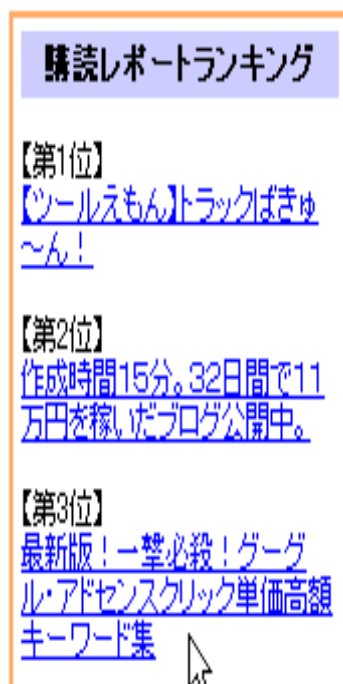 購読レポートランキング
【第1位】
【ツールえもん】トラックばきゅ
～ん！
【第2位】
作成時間15分。32日間で11
万円を稼いだブログ公開中。
【第3位】
最新版！一撃必殺！グーグ
ル・アドセンスクリック単価高額
キーワード集